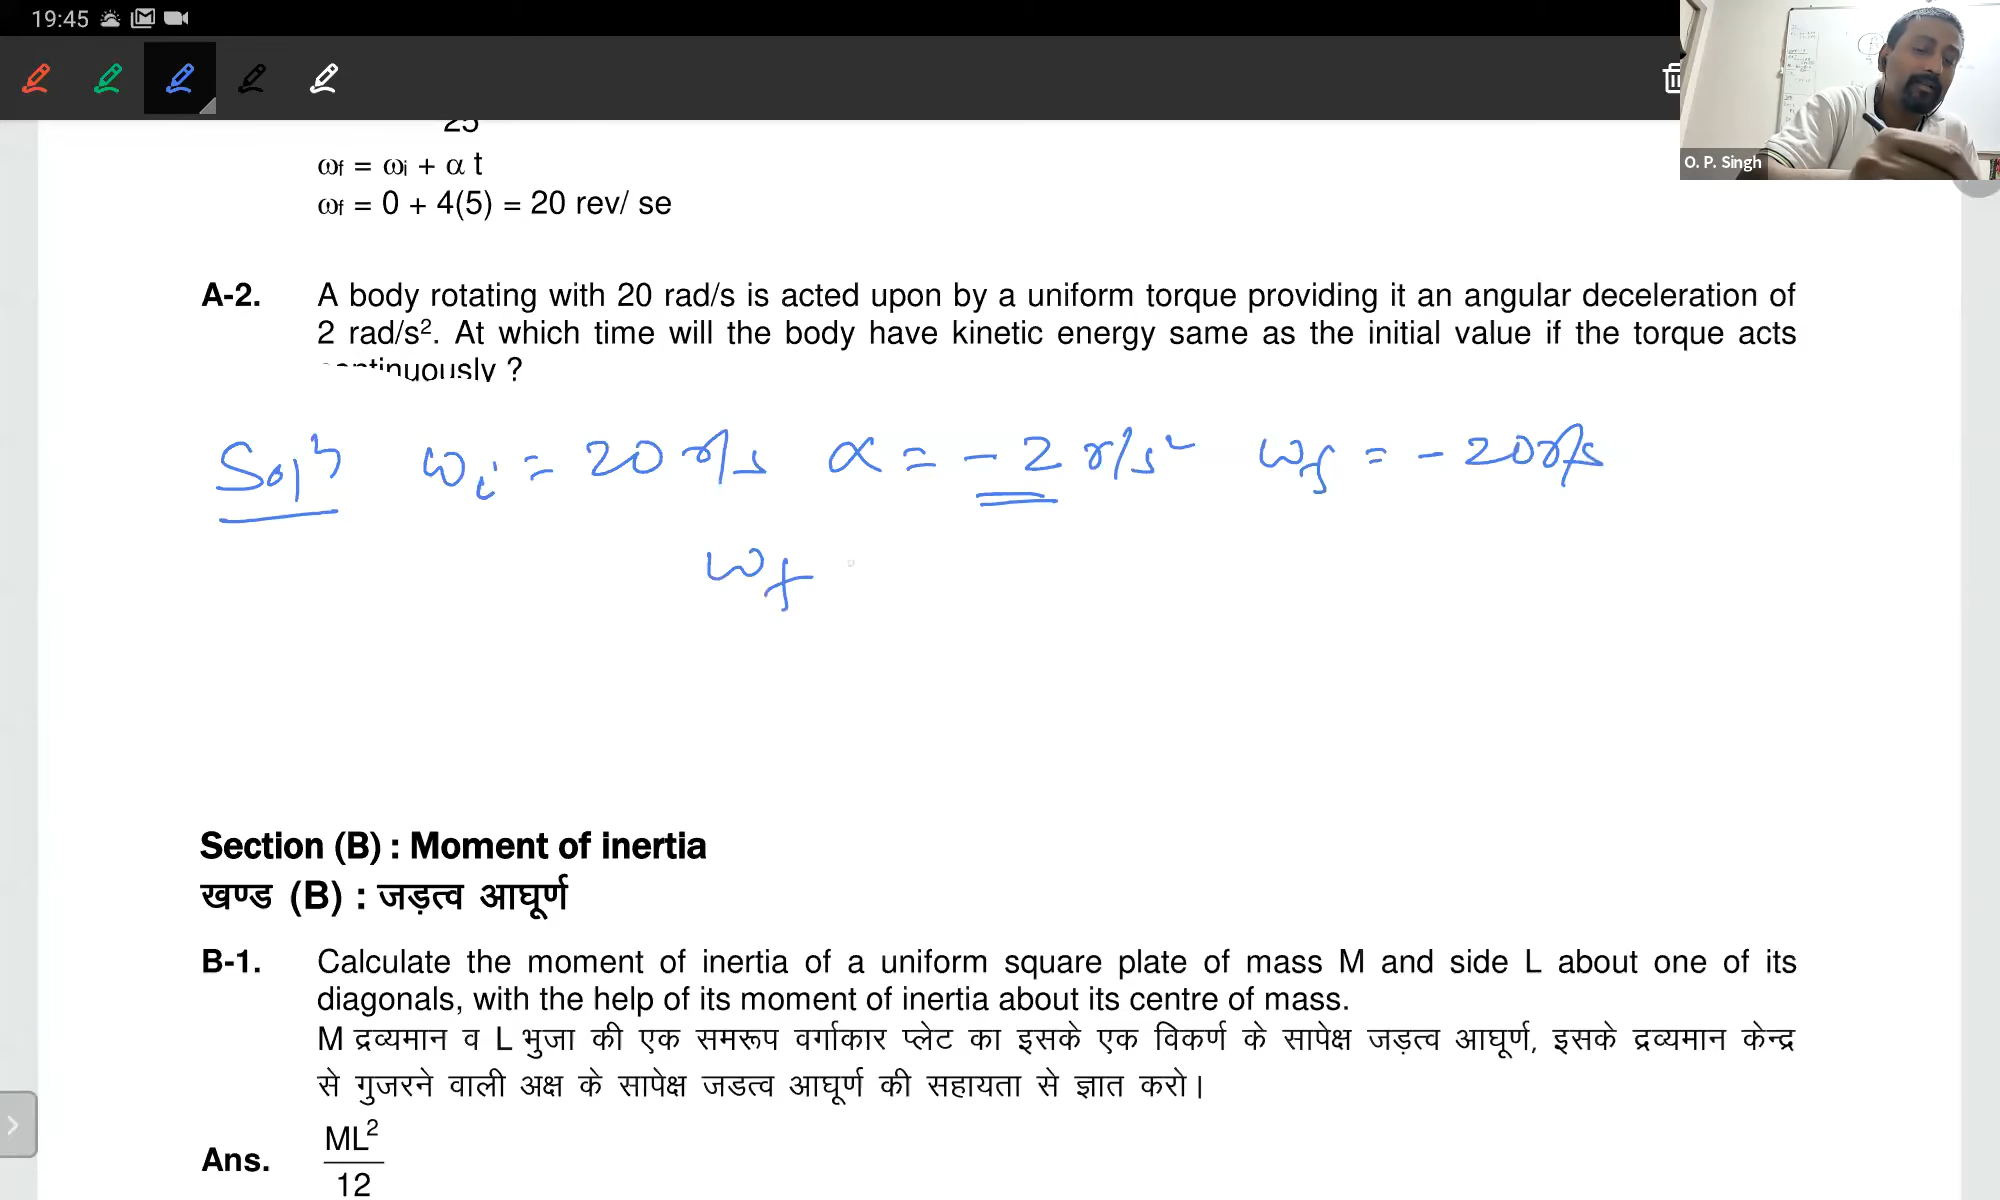 19:45
O. P. Singh
25
ωf = ωi + α t
ωf = 0 + 4(5) = 20 rev/ se
A-2. A body rotating with 20 rad/s is acted upon by a uniform torque providing it an angular deceleration of
2 rad/s². At which time will the body have kinetic energy same as the initial value if the torque acts
continuously ?
Solⁿ ωi = 20 r/s α = -2 r/s² ωf = -20 r/s
ωf
Section (B) : Moment of inertia
खण्ड (B) : जड़त्व आघूर्ण
B-1. Calculate the moment of inertia of a uniform square plate of mass M and side L about one of its
diagonals, with the help of its moment of inertia about its centre of mass.
M द्रव्यमान व L भुजा की एक समरूप वर्गाकार प्लेट का इसके एक विकर्ण के सापेक्ष जड़त्व आघूर्ण, इसके द्रव्यमान केन्द्र
से गुजरने वाली अक्ष के सापेक्ष जडत्व आघूर्ण की सहायता से ज्ञात करो।
ML²
Ans.
12